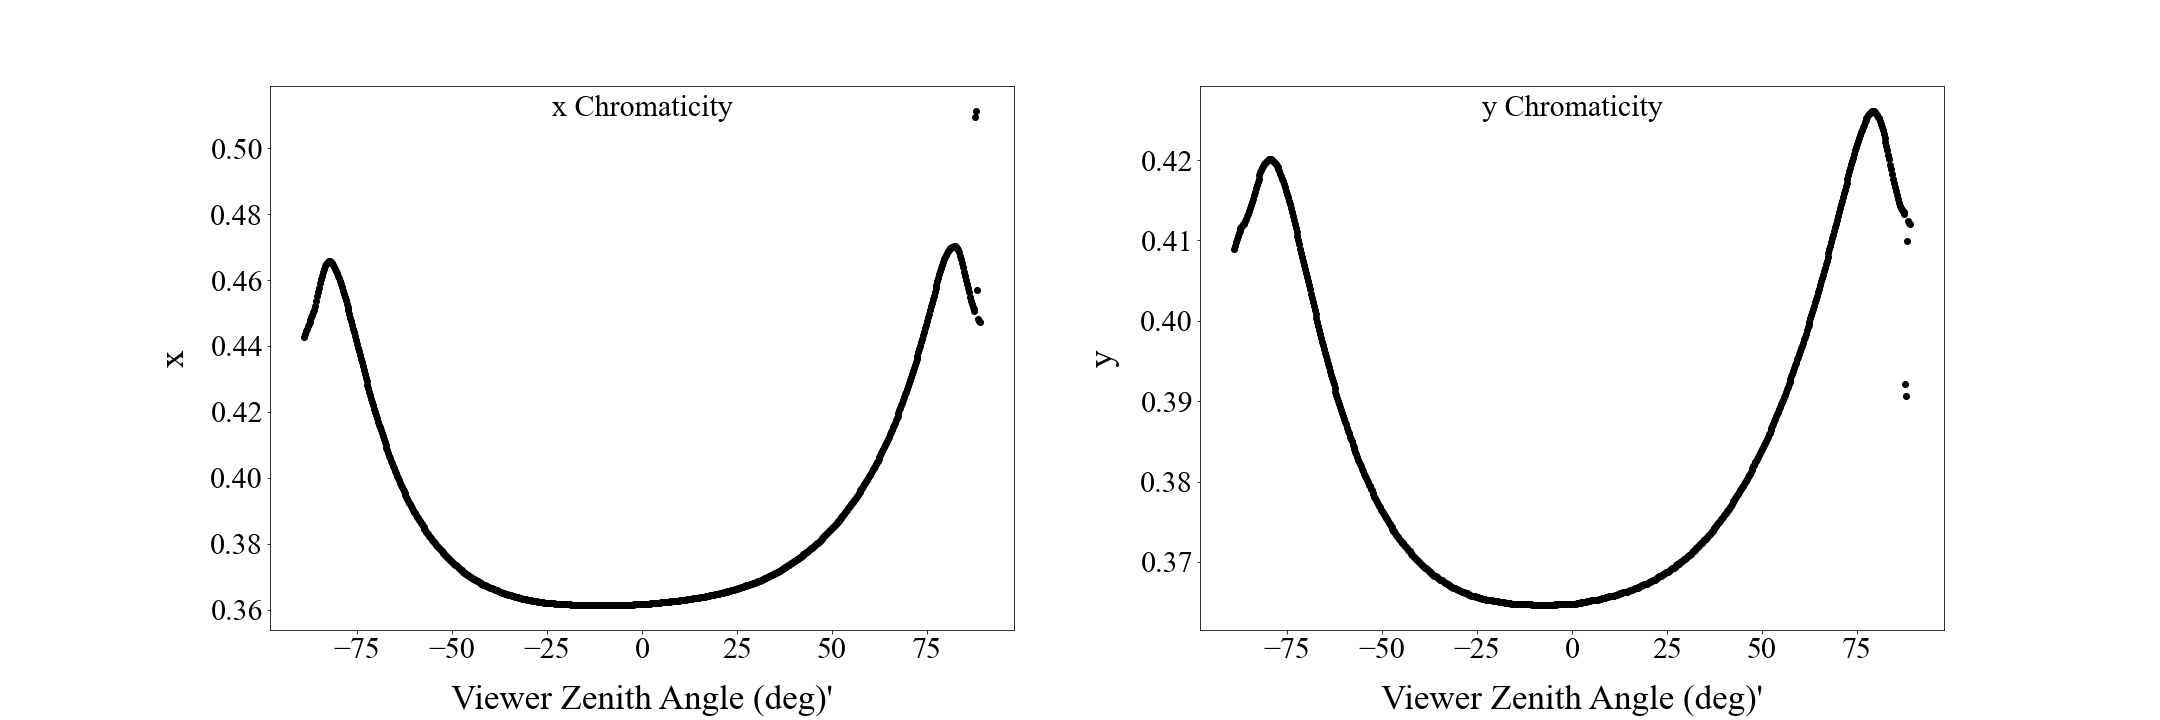 x Chromaticity
0.50
0.48
0.46
0.44
0.42
0.40
0.38
0.36
x
−75 −50 −25 0 25 50 75
Viewer Zenith Angle (deg)'
y Chromaticity
0.42
0.41
0.40
0.39
0.38
0.37
y
−75 −50 −25 0 25 50 75
Viewer Zenith Angle (deg)'